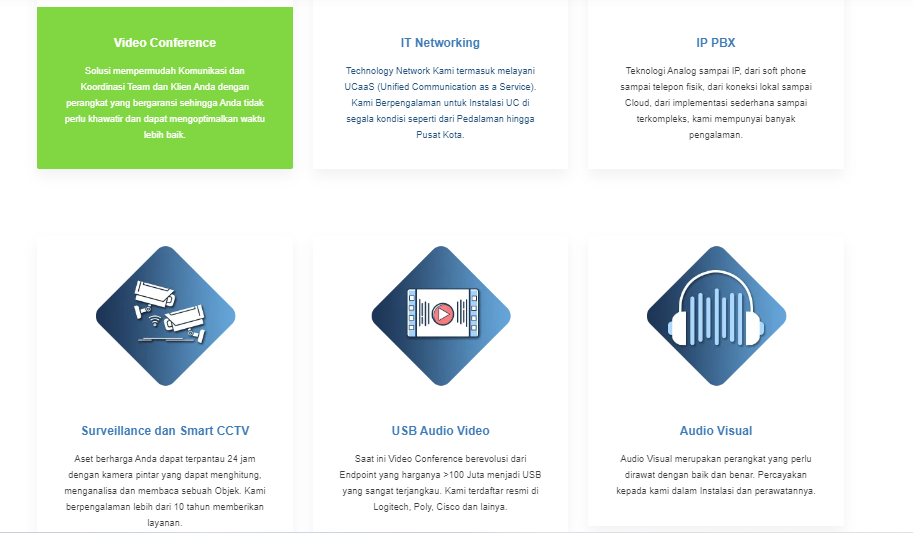 Video Conference
Solusi mempermudah Komunikasi dan
Koordinasi Team dan Klien Anda dengan
perangkat yang bergaransi sehingga Anda tidak
perlu khawatir dan dapat mengoptimalkan waktu
lebih baik.
IT Networking
Technology Network Kami termasuk melayani
UCaaS (Unified Communication as a Service).
Kami Berpengalaman untuk Instalasi UC di
segala kondisi seperti dari Pedalaman hingga
Pusat Kota.
IP PBX
Teknologi Analog sampai IP, dari soft phone
sampai telepon fisik, dari koneksi lokal sampai
Cloud, dari implementasi sederhana sampai
terkompleks, kami mempunyai banyak
pengalaman.
Surveillance dan Smart CCTV
Aset berharga Anda dapat terpantau 24 jam
dengan kamera pintar yang dapat menghitung,
menganalisa dan membaca sebuah Objek. Kami
berpengalaman lebih dari 10 tahun memberikan
layanan.
USB Audio Video
Saat ini Video Conference berevolusi dari
Endpoint yang harganya >100 Juta menjadi USB
yang sangat terjangkau. Kami terdaftar resmi di
Logitech, Poly, Cisco dan lainya.
Audio Visual
Audio Visual merupakan perangkat yang perlu
dirawat dengan baik dan benar. Percayakan
kepada kami dalam Instalasi dan perawatannya.